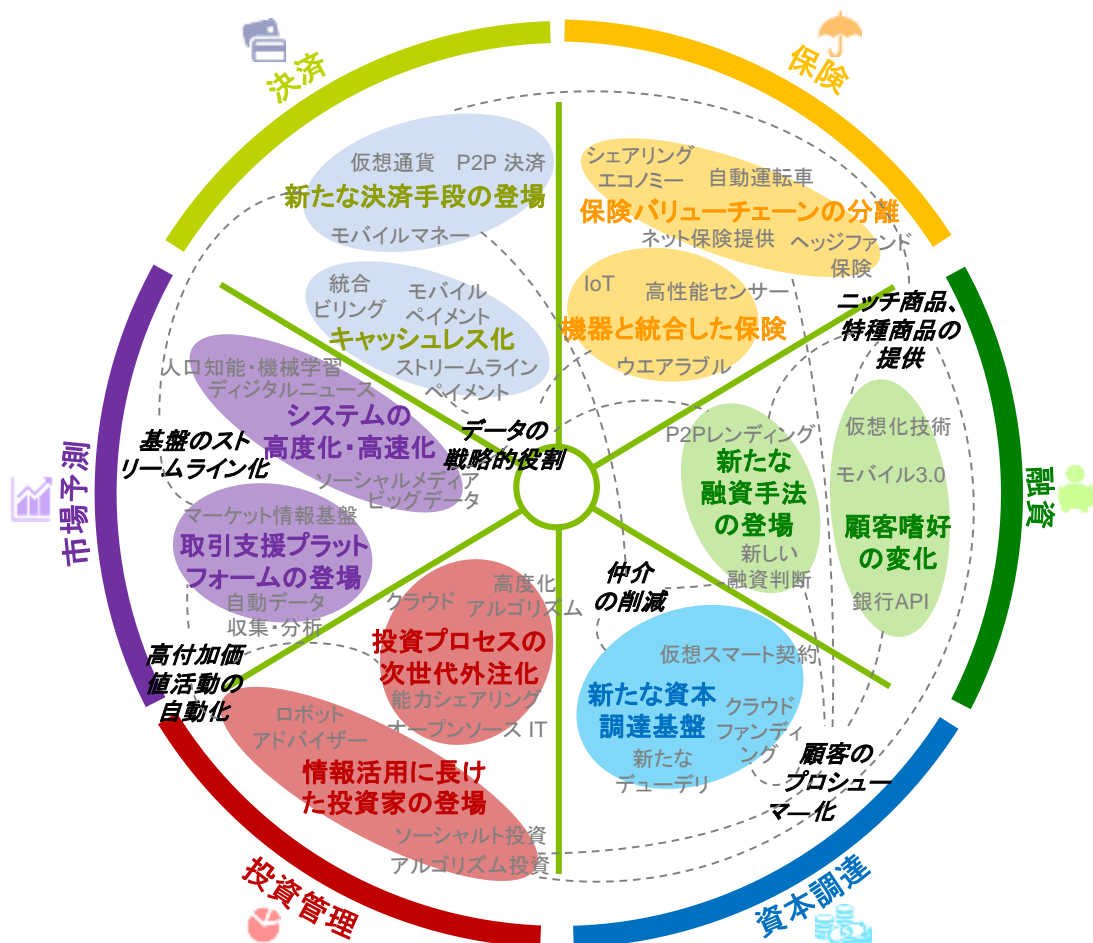 決済
仮想通貨 P2P 決済
新たな決済手段の登場
モバイルマネー
統合
ビリング
モバイル
ペイメント
キャッシュレス化
ストリームライン
ペイメント
保険
シェアリング
エコノミー
自動運転車
保険バリューチェーンの分離
ネット保険提供
ヘッジファンド
保険
IoT
高性能センサー
機器と統合した保険
ウエアラブル
ニッチ商品、
特種商品の
提供
融資
P2Pレンディング
新たな
融資手法
の登場
新しい
融資判断
仮想化技術
モバイル3.0
顧客嗜好
の変化
銀行API
資本調達
仲介
の削減
仮想スマート契約
新たな資本
調達基盤
クラウド
ファンディ
ング
新たな
デューデリ
顧客の
プロシュー
マー化
投資管理
クラウド
高度化
アルゴリズム
投資プロセスの
次世代外注化
能力シェアリング
オープンソース IT
ロボット
アドバイザー
情報活用に長け
た投資家の登場
ソーシャルト投資
アルゴリズム投資
高付加価
値活動の
自動化
市場予測
人口知能・機械学習
ディジタルニュース
システムの
高度化・高速化
ソーシャルメディア
ビッグデータ
基盤のスト
リームライン化
マーケット情報基盤
取引支援プラット
フォームの登場
自動データ
収集・分析
データの
戦略的役割